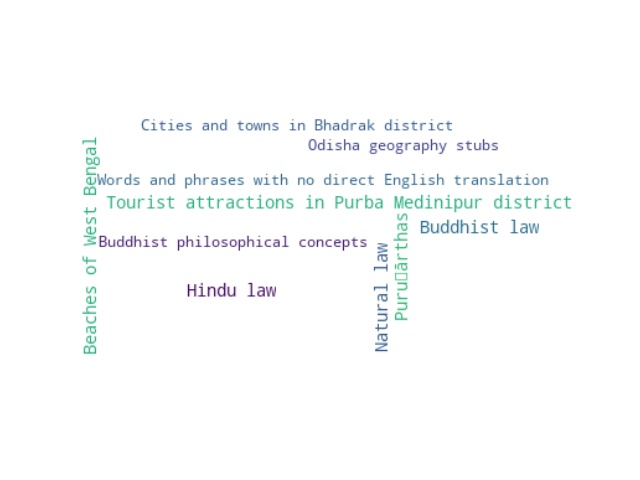 Cities and towns in Bhadrak district
Odisha geography stubs
Beaches of West Bengal
Words and phrases with no direct English translation
Tourist attractions in Purba Medinipur district
Buddhist law
Buddhist philosophical concepts
Natural law
Puru□ārthas
Hindu law